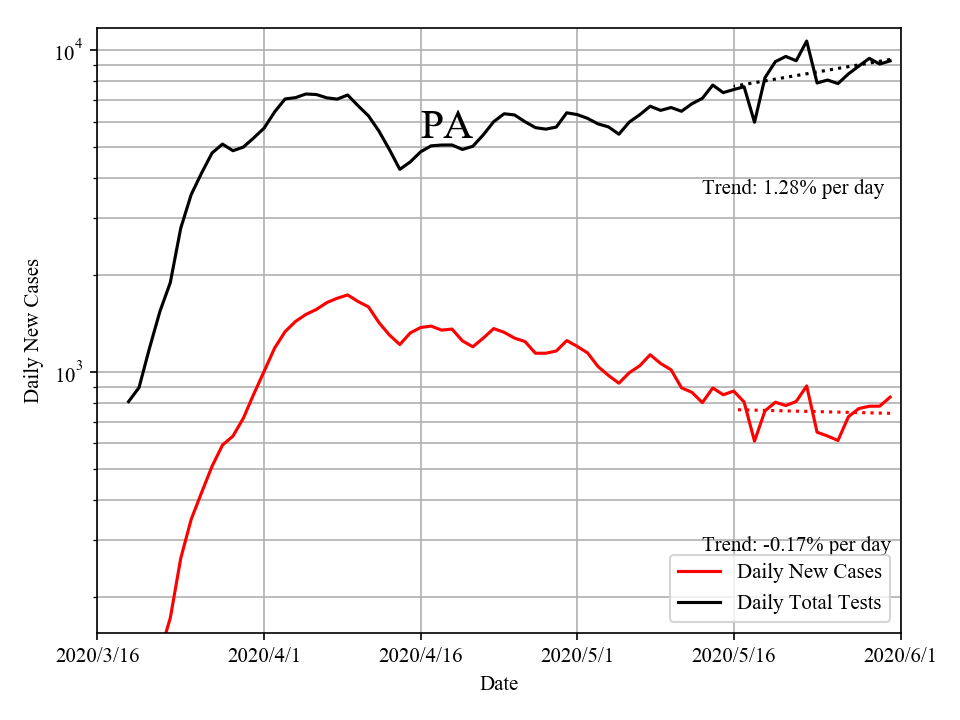 10^4
PA
Trend: 1.28% per day
Daily New Cases
10^3
Trend: -0.17% per day
Daily New Cases
Daily Total Tests
2020/3/16 2020/4/1 2020/4/16 2020/5/1 2020/5/16 2020/6/1
Date